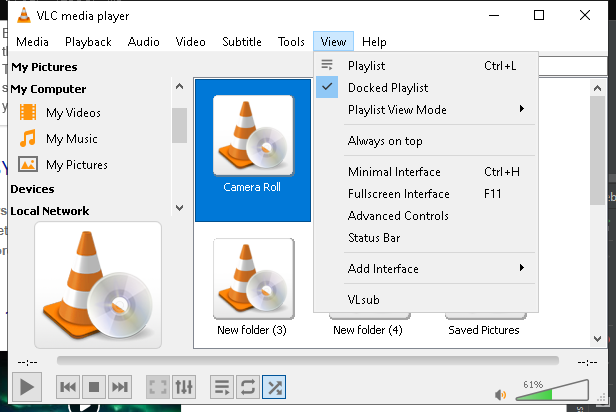 VLC media player
Media Playback Audio Video Subtitle Tools View Help
My Pictures
My Computer
My Videos
My Music
My Pictures
Devices
Local Network
Playlist Ctrl+L
Docked Playlist
Playlist View Mode
Always on top
Minimal Interface Ctrl+H
Fullscreen Interface F11
Advanced Controls
Status Bar
Add Interface
VLsub
Camera Roll
New folder (3)
New folder (4)
Saved Pictures
--:--
--:--
61%